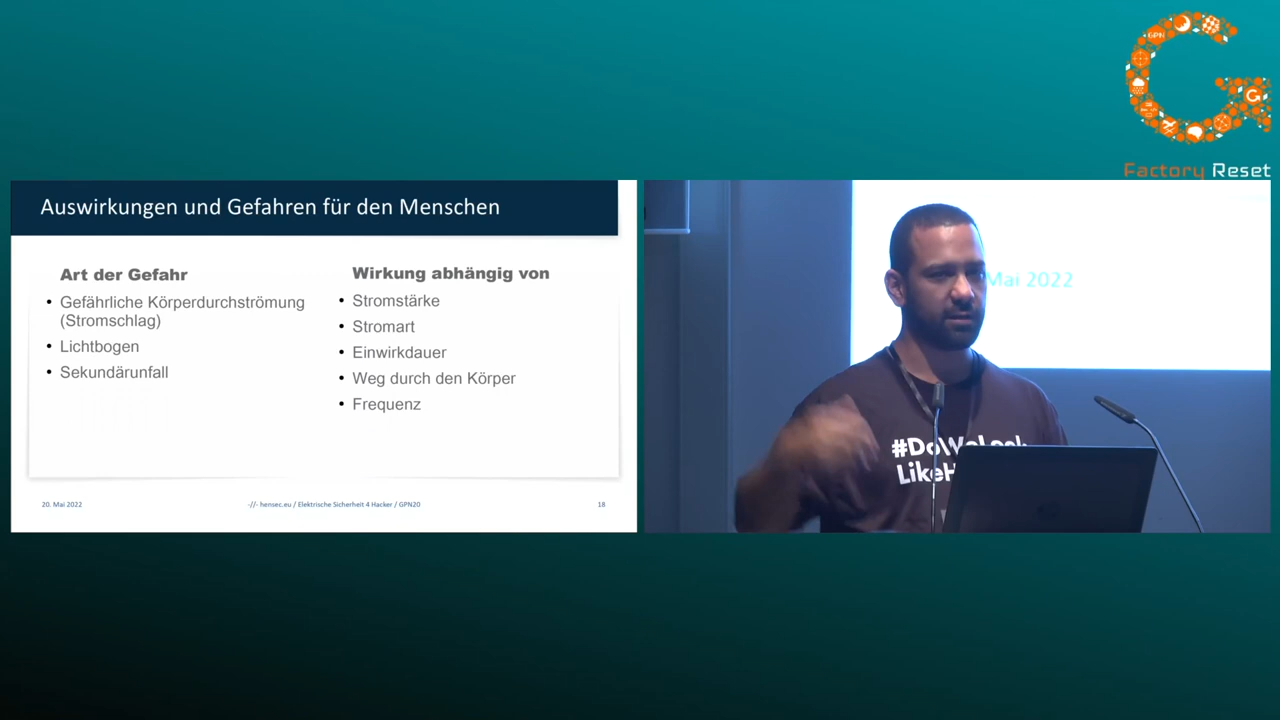 GPN
Factory Reset
Auswirkungen und Gefahren für den Menschen
Art der Gefahr
• Gefährliche Körperdurchströmung
(Stromschlag)
• Lichtbogen
• Sekundärunfall
Wirkung abhängig von
• Stromstärke
• Stromart
• Einwirkdauer
• Weg durch den Körper
• Frequenz
20. Mai 2022
-//- hensec.eu / Elektrische Sicherheit 4 Hacker / GPN20
18
Mai 2022
#DoWeLook
LikeH